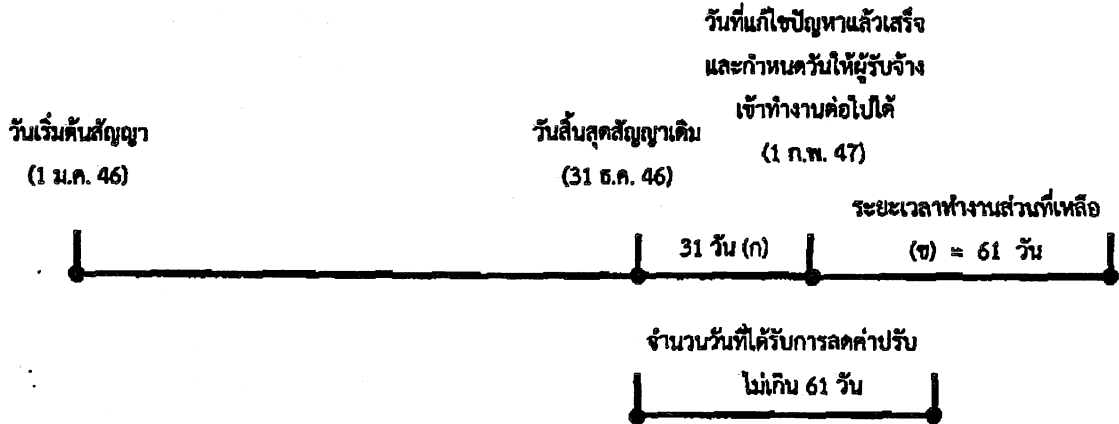 วันที่แก้ไขปัญหาแล้วเสร็จ
และกำหนดวันให้ผู้รับจ้าง
เข้าทำงานต่อไปได้
(1 ก.พ. 47)
วันเริ่มต้นสัญญา
(1 ม.ค. 46)
วันสิ้นสุดสัญญาเดิม
(31 ธ.ค. 46)
ระยะเวลาทำงานส่วนที่เหลือ
31 วัน (ก)
(ข) = 61 วัน
จำนวนวันที่ได้รับการลดค่าปรับ
ไม่เกิน 61 วัน